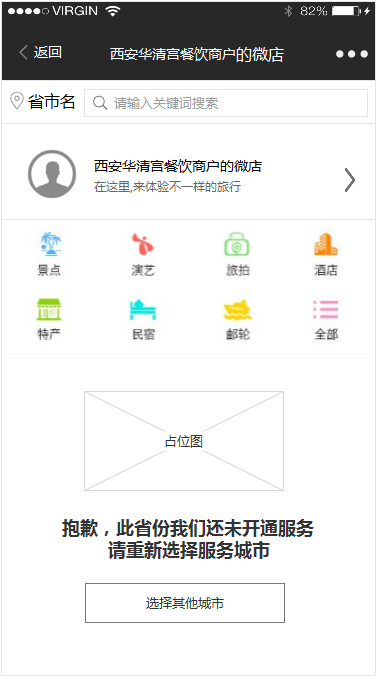 VIRGIN 82%
返回 西安华清宫餐饮商户的微店
省市名 请输入关键词搜索
西安华清宫餐饮商户的微店
在这里,来体验不一样的旅行
景点 演艺 旅拍 酒店
特产 民宿 邮轮 全部
占位图
抱歉，此省份我们还未开通服务
请重新选择服务城市
选择其他城市